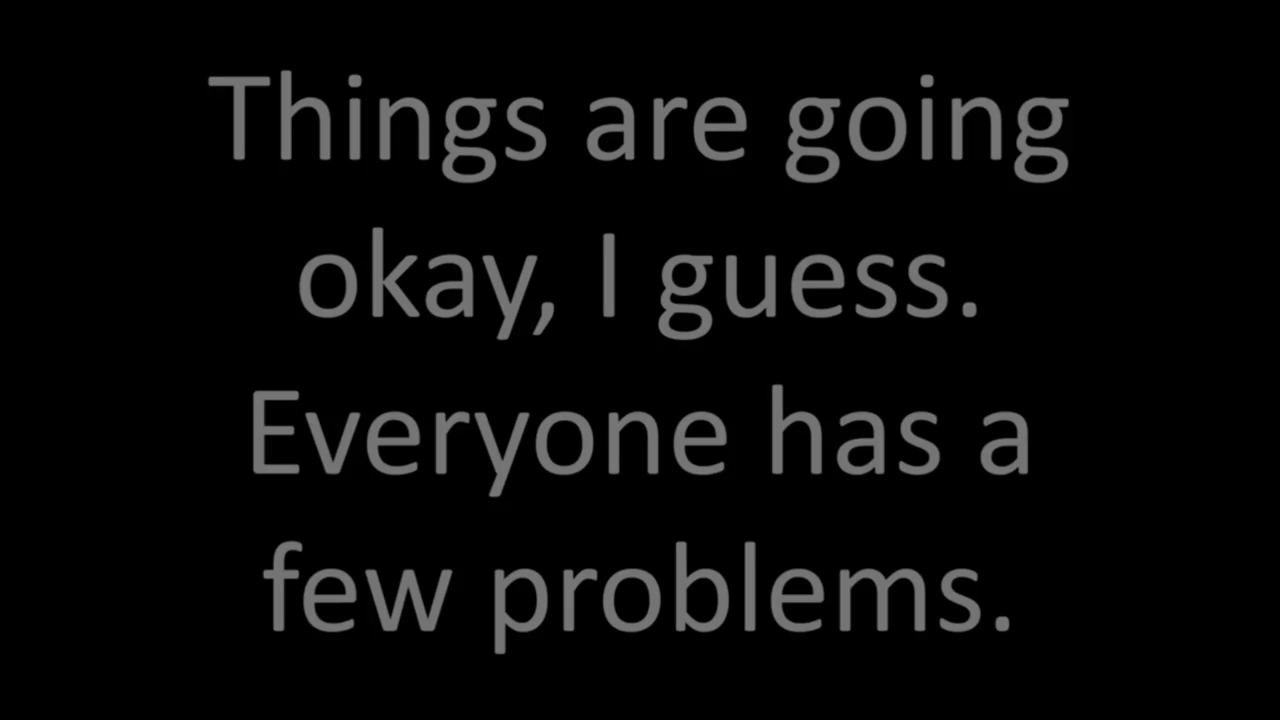 Things are going
okay, I guess.
Everyone has a
few problems.